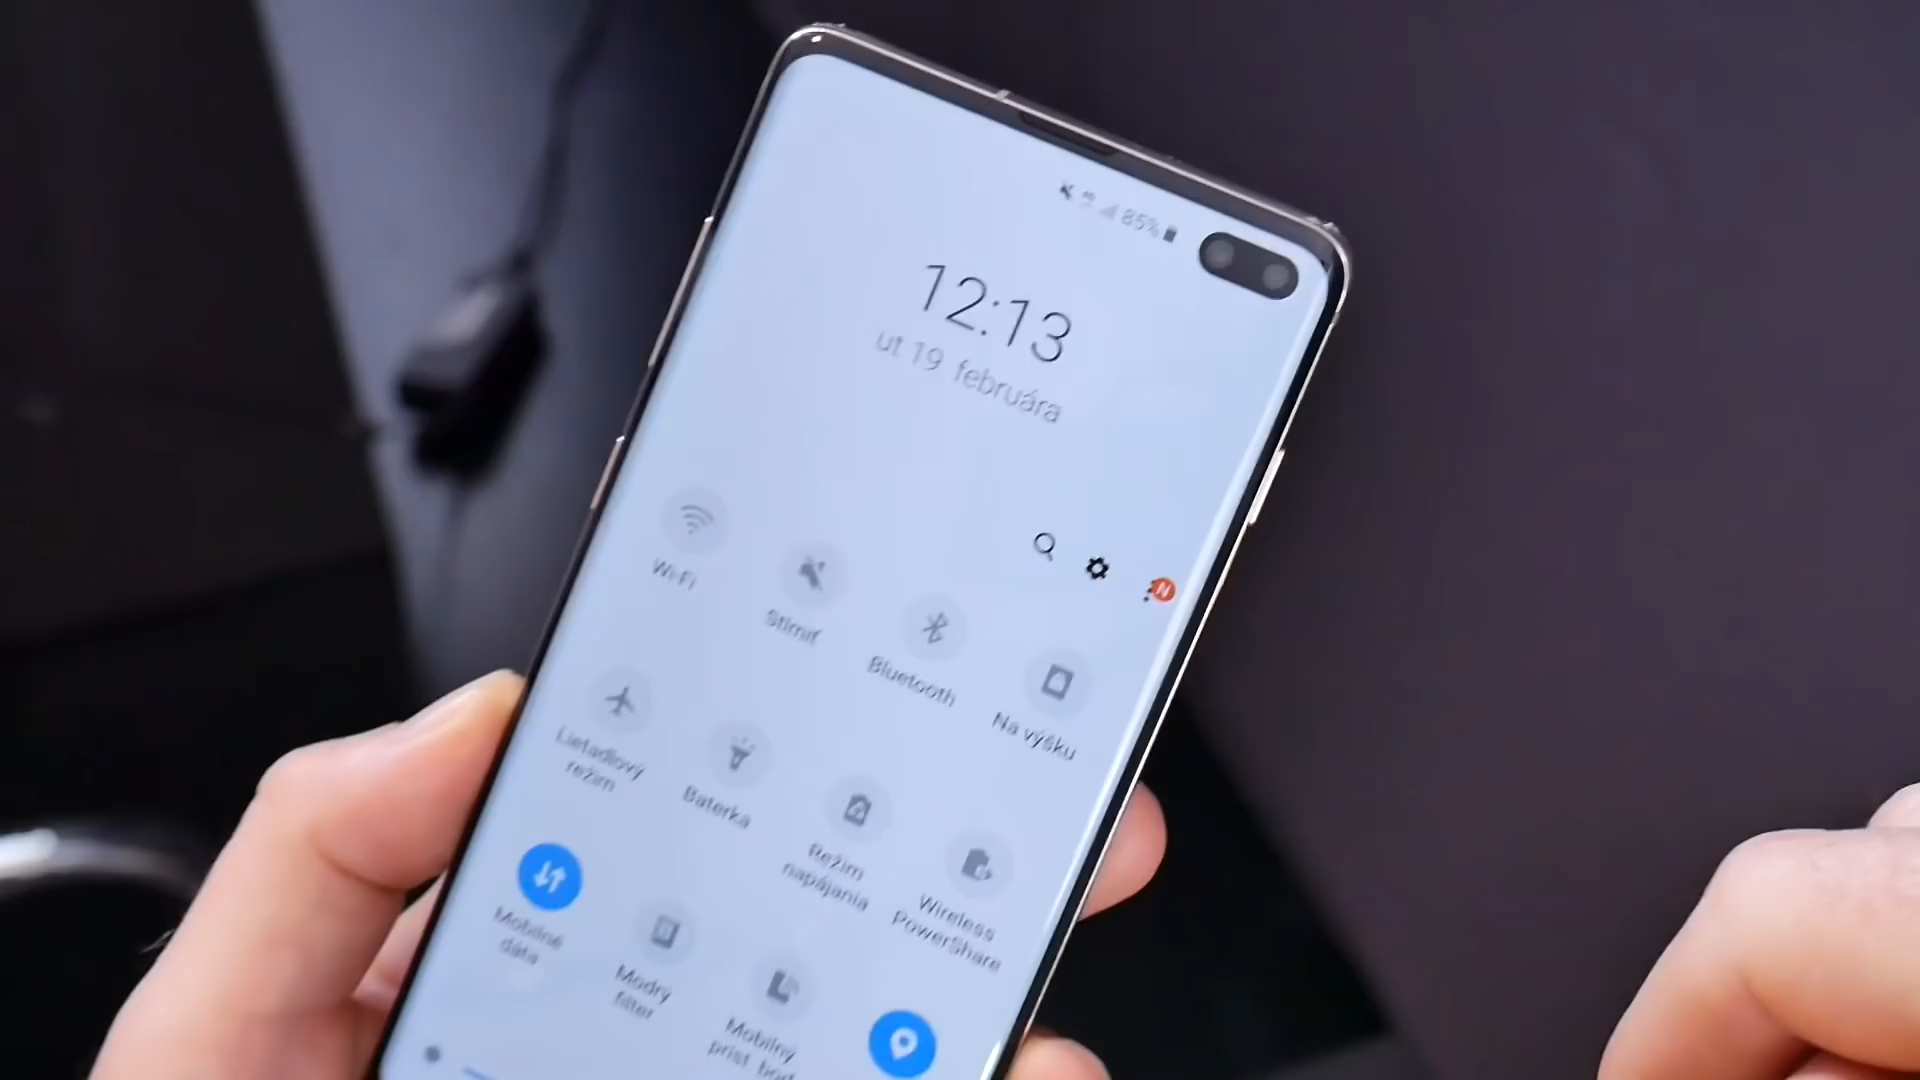 85%
12:13
ut 19. februára
N
Wi-Fi
Stlmiť
Bluetooth
Na výšku
Lietadlový
režim
Baterka
Režim
napájania
Wireless
PowerShare
Mobilné
dáta
Modrý
filter
Mobilný
príst. bod